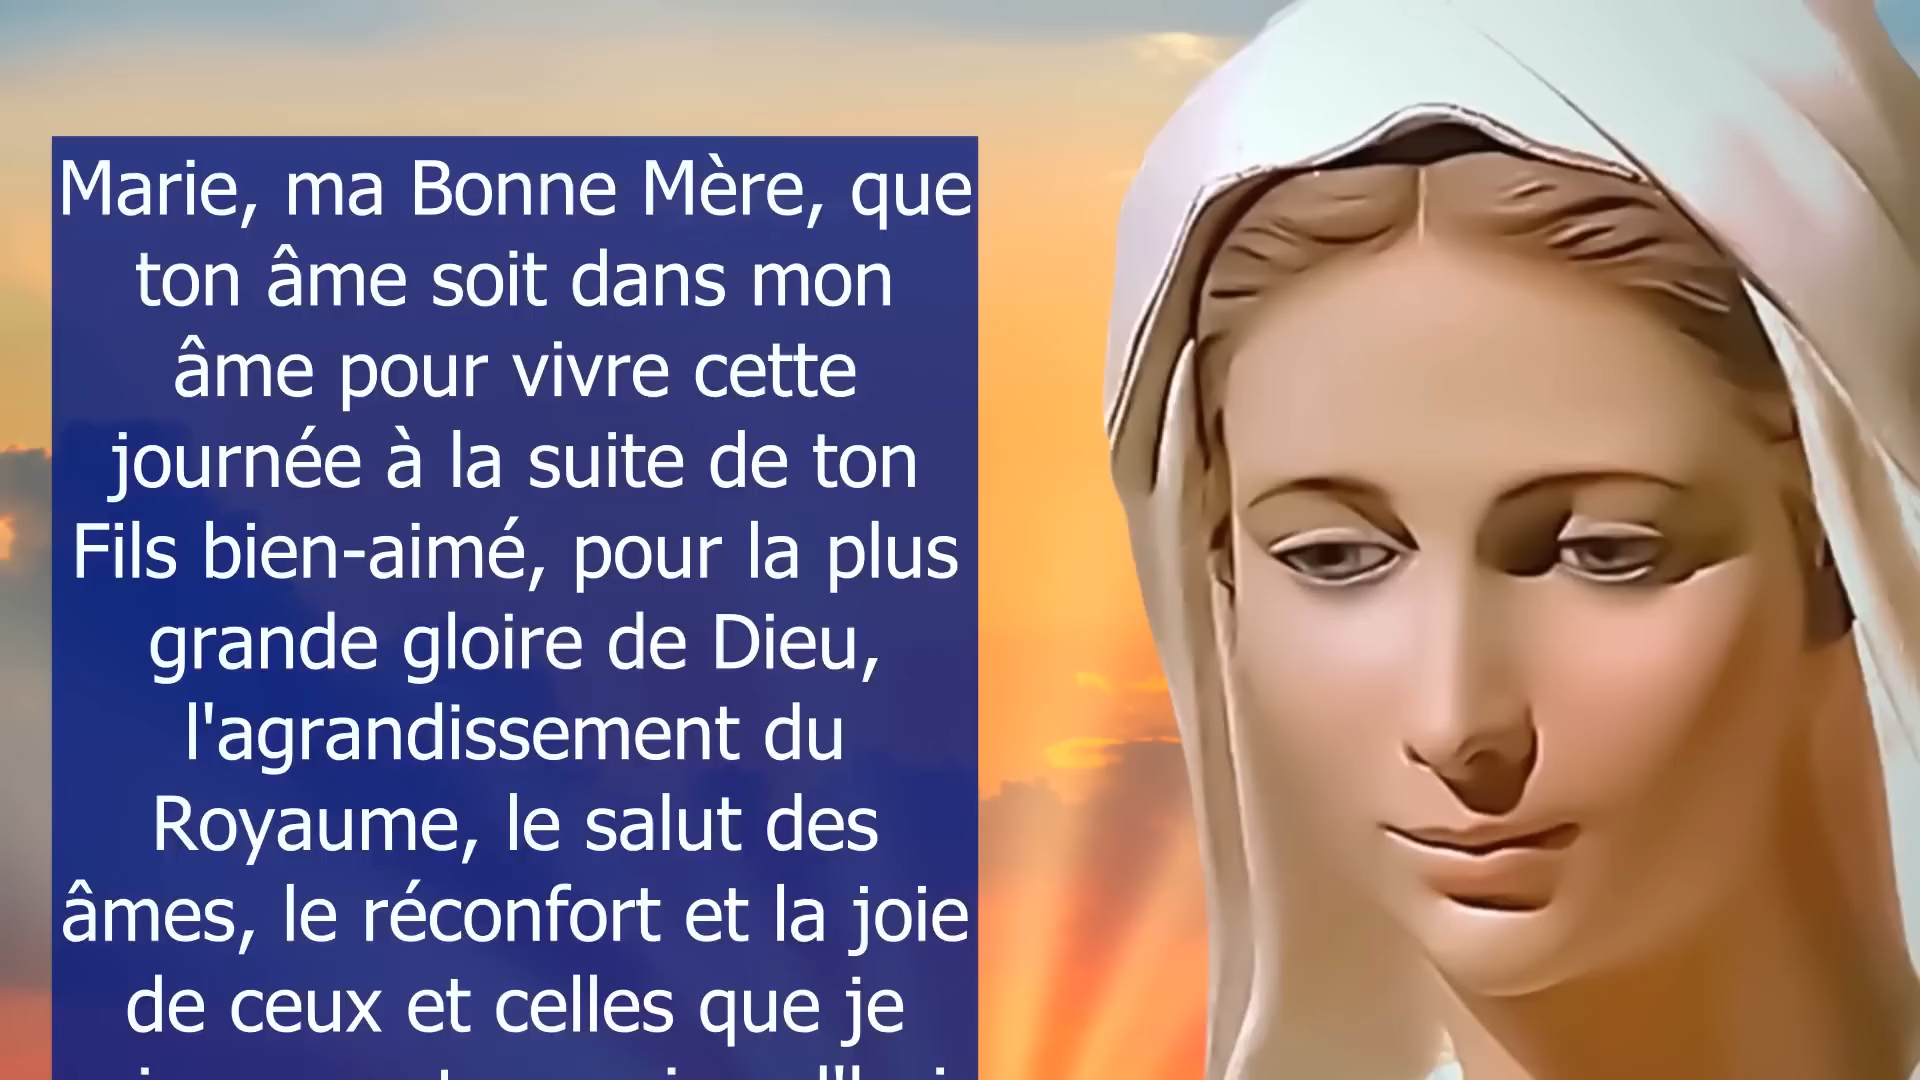 Marie, ma Bonne Mère, que
ton âme soit dans mon
âme pour vivre cette
journée à la suite de ton
Fils bien-aimé, pour la plus
grande gloire de Dieu,
l'agrandissement du
Royaume, le salut des
âmes, le réconfort et la joie
de ceux et celles que je